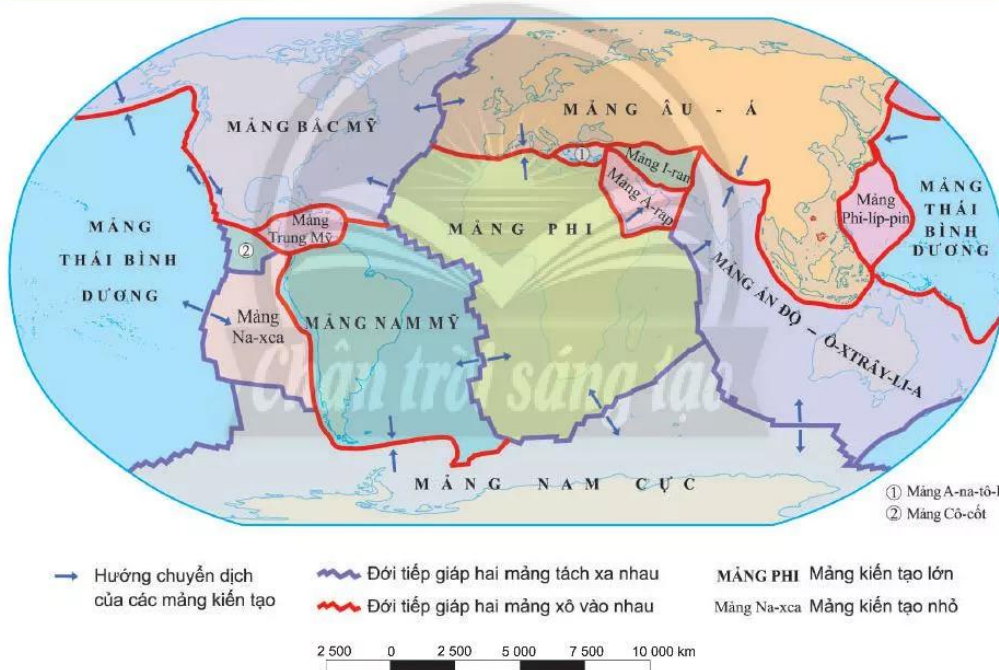 MẢNG BẮC MỸ
MẢNG ÂU - Á
①
Mảng I-ran
Mảng A-rạp
MẢNG
THÁI BÌNH
DƯƠNG
②
Mảng
Trung Mỹ
MẢNG PHI
Mảng
Phi-líp-pin
MẢNG
THÁI
BÌNH
DƯƠNG
Mảng
Na-xca
MẢNG NAM MỸ
MẢNG ẤN ĐỘ - Ô-XTRÂY-LI-A
Chân trời sáng tạo
MẢNG NAM CỰC
① Mảng A-na-tô-l
② Mảng Cô-cốt
Hướng chuyển dịch
của các mảng kiến tạo
Đới tiếp giáp hai mảng tách xa nhau
Đới tiếp giáp hai mảng xô vào nhau
MẢNG PHI Mảng kiến tạo lớn
Mảng Na-xca Mảng kiến tạo nhỏ
2 500 0 2 500 5 000 7 500 10 000 km